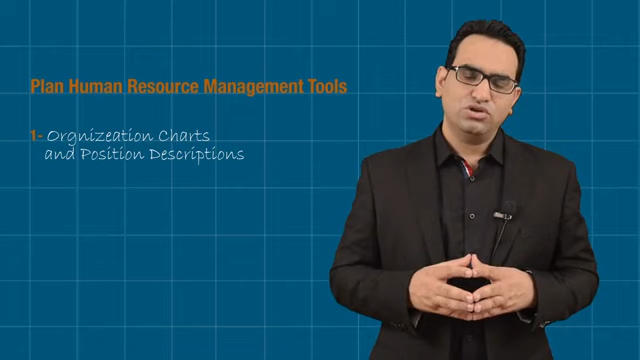 Plan Human Resource Management Tools
1- Orgnizeation Charts
and Position Descriptions